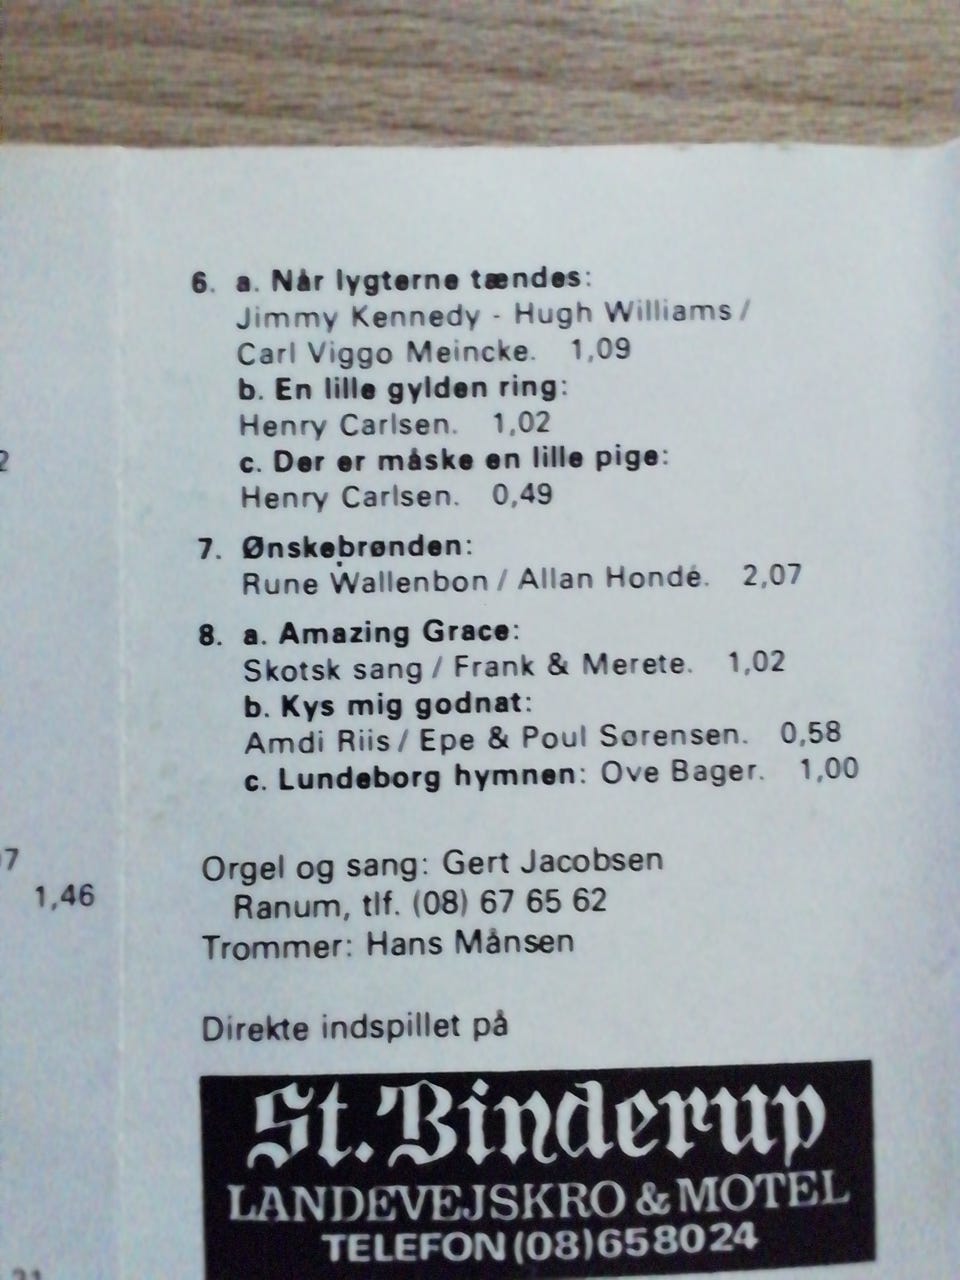 6. a. Når lygterne tændes:
Jimmy Kennedy - Hugh Williams /
Carl Viggo Meincke. 1,09
b. En lille gylden ring:
Henry Carlsen. 1,02
c. Der er måske en lille pige:
Henry Carlsen. 0,49
7. Ønskebrønden:
Rune Wallenbon / Allan Hondé. 2,07
8. a. Amazing Grace:
Skotsk sang / Frank & Merete. 1,02
b. Kys mig godnat:
Amdi Riis / Epe & Poul Sørensen. 0,58
c. Lundeborg hymnen: Ove Bager. 1,00
Orgel og sang: Gert Jacobsen
Ranum, tlf. (08) 67 65 62
Trommer: Hans Månsen
Direkte indspillet på
St. Binderup
LANDEVEJSKRO & MOTEL
TELEFON (08) 65 80 24
2
07
1,46